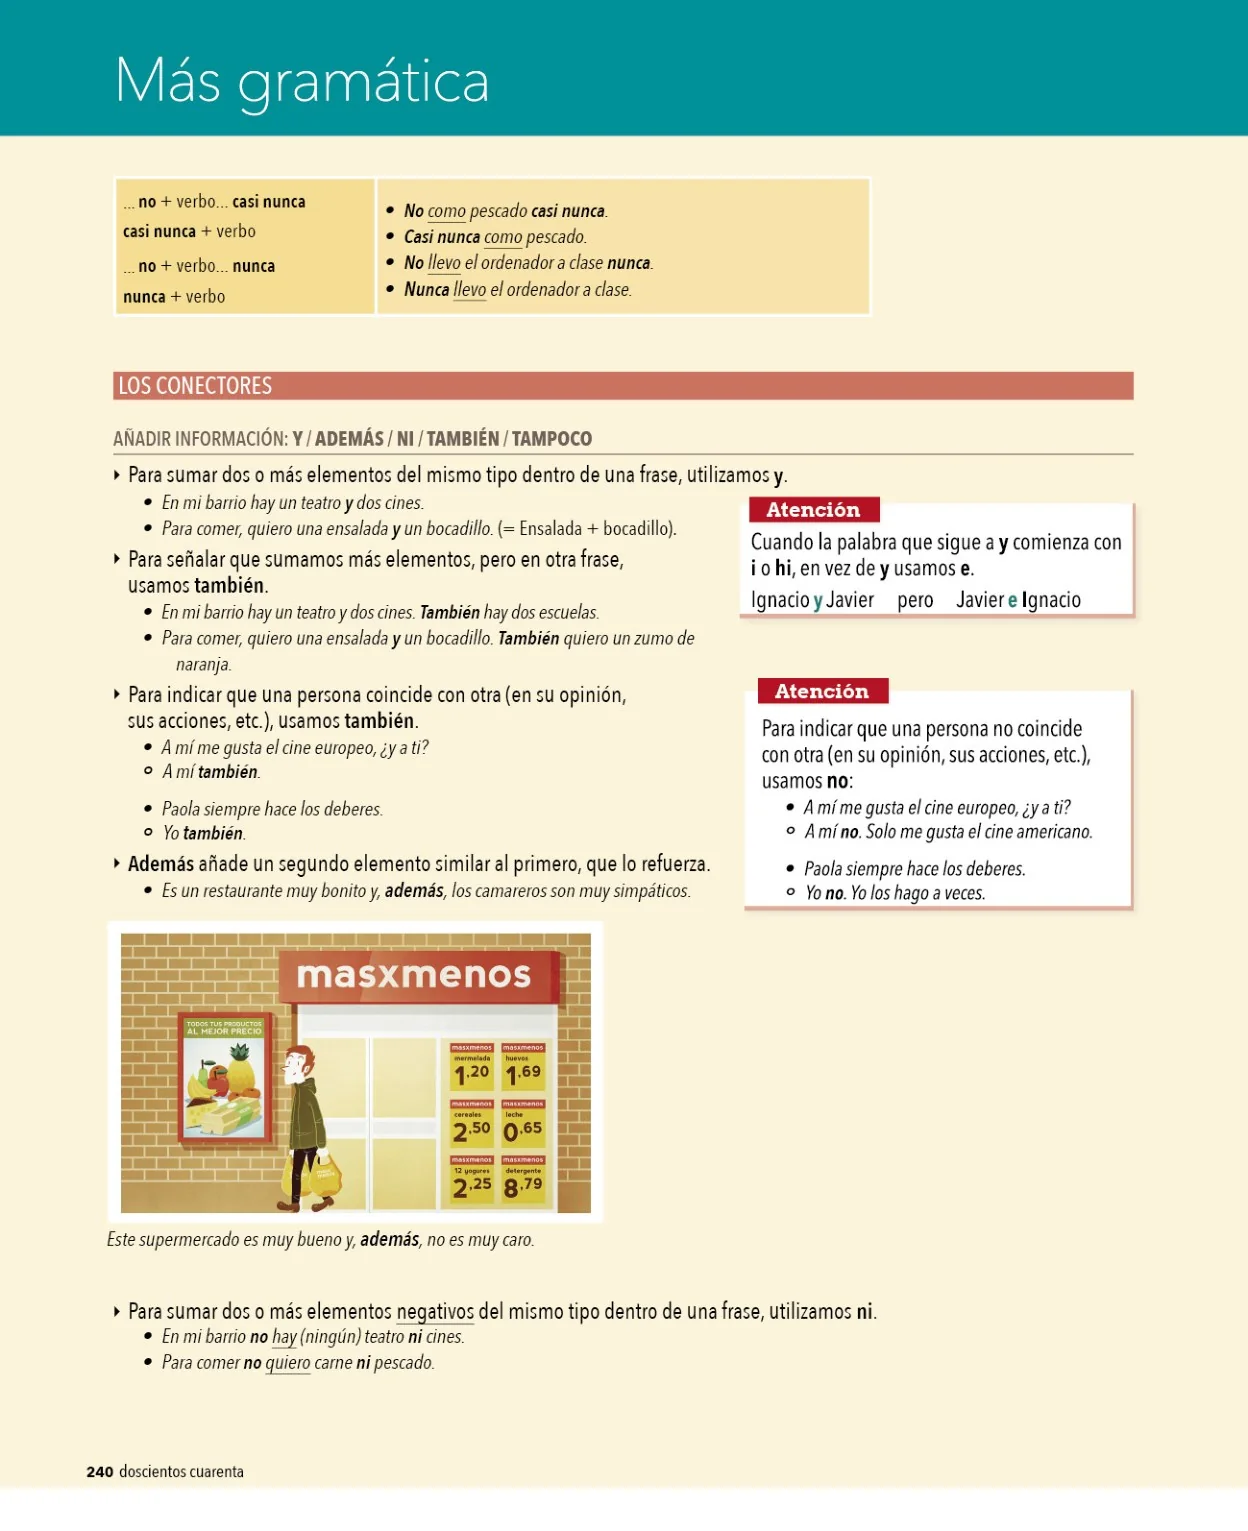 Más gramática
... no + verbo... casi nunca
casi nunca + verbo
... no + verbo... nunca
nunca + verbo
• No como pescado casi nunca.
• Casi nunca como pescado.
• No llevo el ordenador a clase nunca.
• Nunca llevo el ordenador a clase.
LOS CONECTORES
AÑADIR INFORMACIÓN: Y / ADEMÁS / NI / TAMBIÉN / TAMPOCO
Para sumar dos o más elementos del mismo tipo dentro de una frase, utilizamos y.
• En mi barrio hay un teatro y dos cines.
• Para comer, quiero una ensalada y un bocadillo. (= Ensalada + bocadillo).
Para señalar que sumamos más elementos, pero en otra frase,
usamos también.
• En mi barrio hay un teatro y dos cines. También hay dos escuelas.
• Para comer, quiero una ensalada y un bocadillo. También quiero un zumo de
naranja.
Para indicar que una persona coincide con otra (en su opinión,
sus acciones, etc.), usamos también.
• A mí me gusta el cine europeo, ¿y a ti?
○ A mí también.
• Paola siempre hace los deberes.
○ Yo también.
Además añade un segundo elemento similar al primero, que lo refuerza.
• Es un restaurante muy bonito y, además, los camareros son muy simpáticos.
Atención
Cuando la palabra que sigue a y comienza con
i o hi, en vez de y usamos e.
Ignacio y Javier pero Javier e Ignacio
Atención
Para indicar que una persona no coincide
con otra (en su opinión, sus acciones, etc.),
usamos no:
• A mí me gusta el cine europeo, ¿y a ti?
○ A mí no. Solo me gusta el cine americano.
• Paola siempre hace los deberes.
○ Yo no. Yo los hago a veces.
masxmenos
TODOS TUS PRODUCTOS
AL MEJOR PRECIO
masxmenos masxmenos
mermelada huevos
1.20 1.69
masxmenos masxmenos
cereales leche
2.50 0.65
masxmenos masxmenos
12 yogures detergente
2.25 8.79
Este supermercado es muy bueno y, además, no es muy caro.
Para sumar dos o más elementos negativos del mismo tipo dentro de una frase, utilizamos ni.
• En mi barrio no hay (ningún) teatro ni cines.
• Para comer no quiero carne ni pescado.
240 doscientos cuarenta